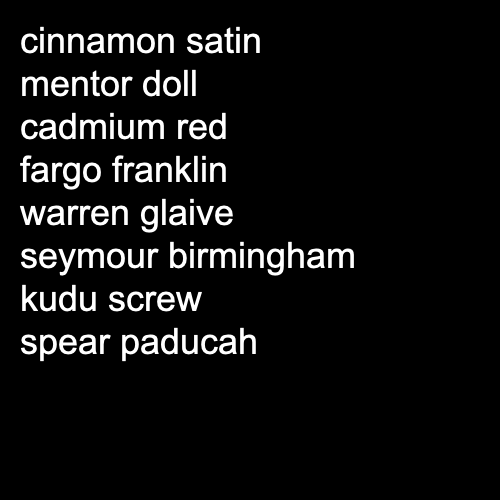 cinnamon satin
mentor doll
cadmium red
fargo franklin
warren glaive
seymour birmingham
kudu screw
spear paducah